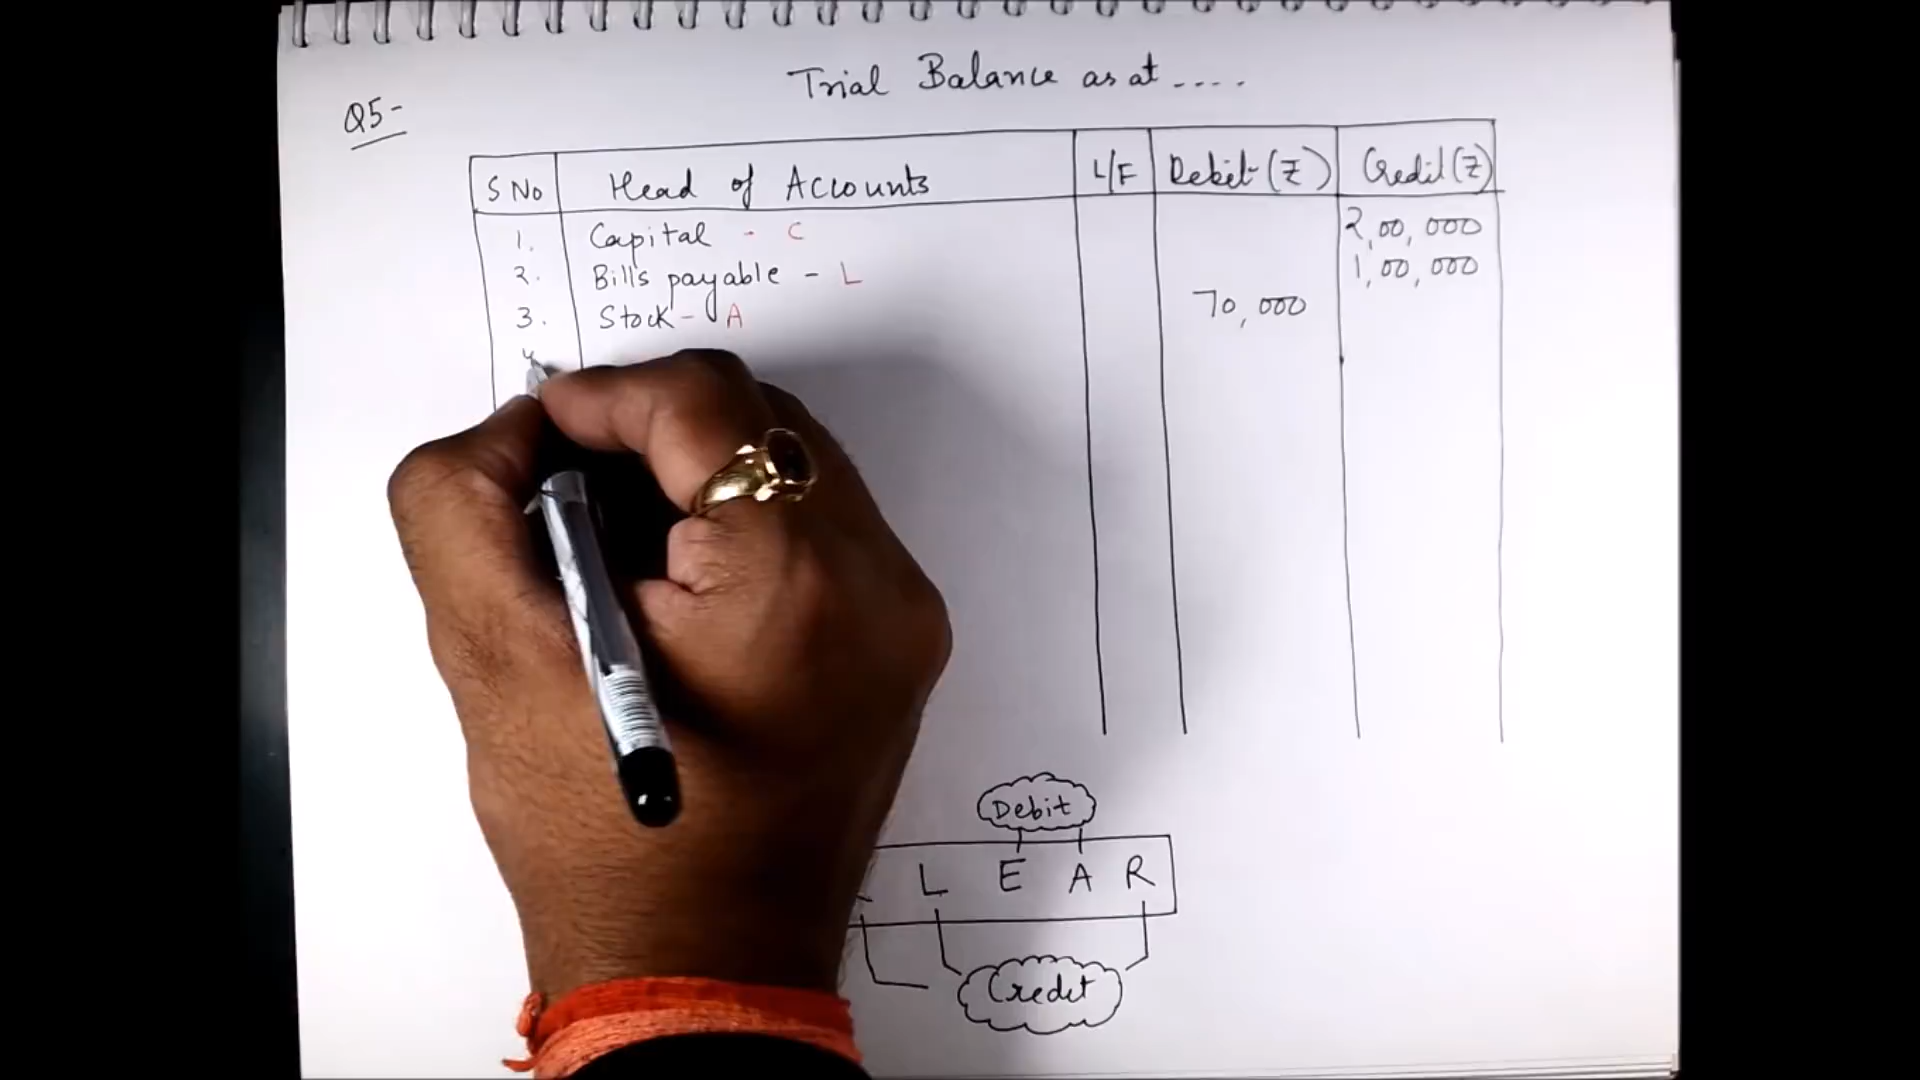 Trial Balance as at ....
Q5-
S No Head of Accounts L/F Debit (₹) Credit (₹)
1. Capital - C 2,00,000
2. Bills payable - L 1,00,000
3. Stock - A 70,000
Debit
L E A R
Credit